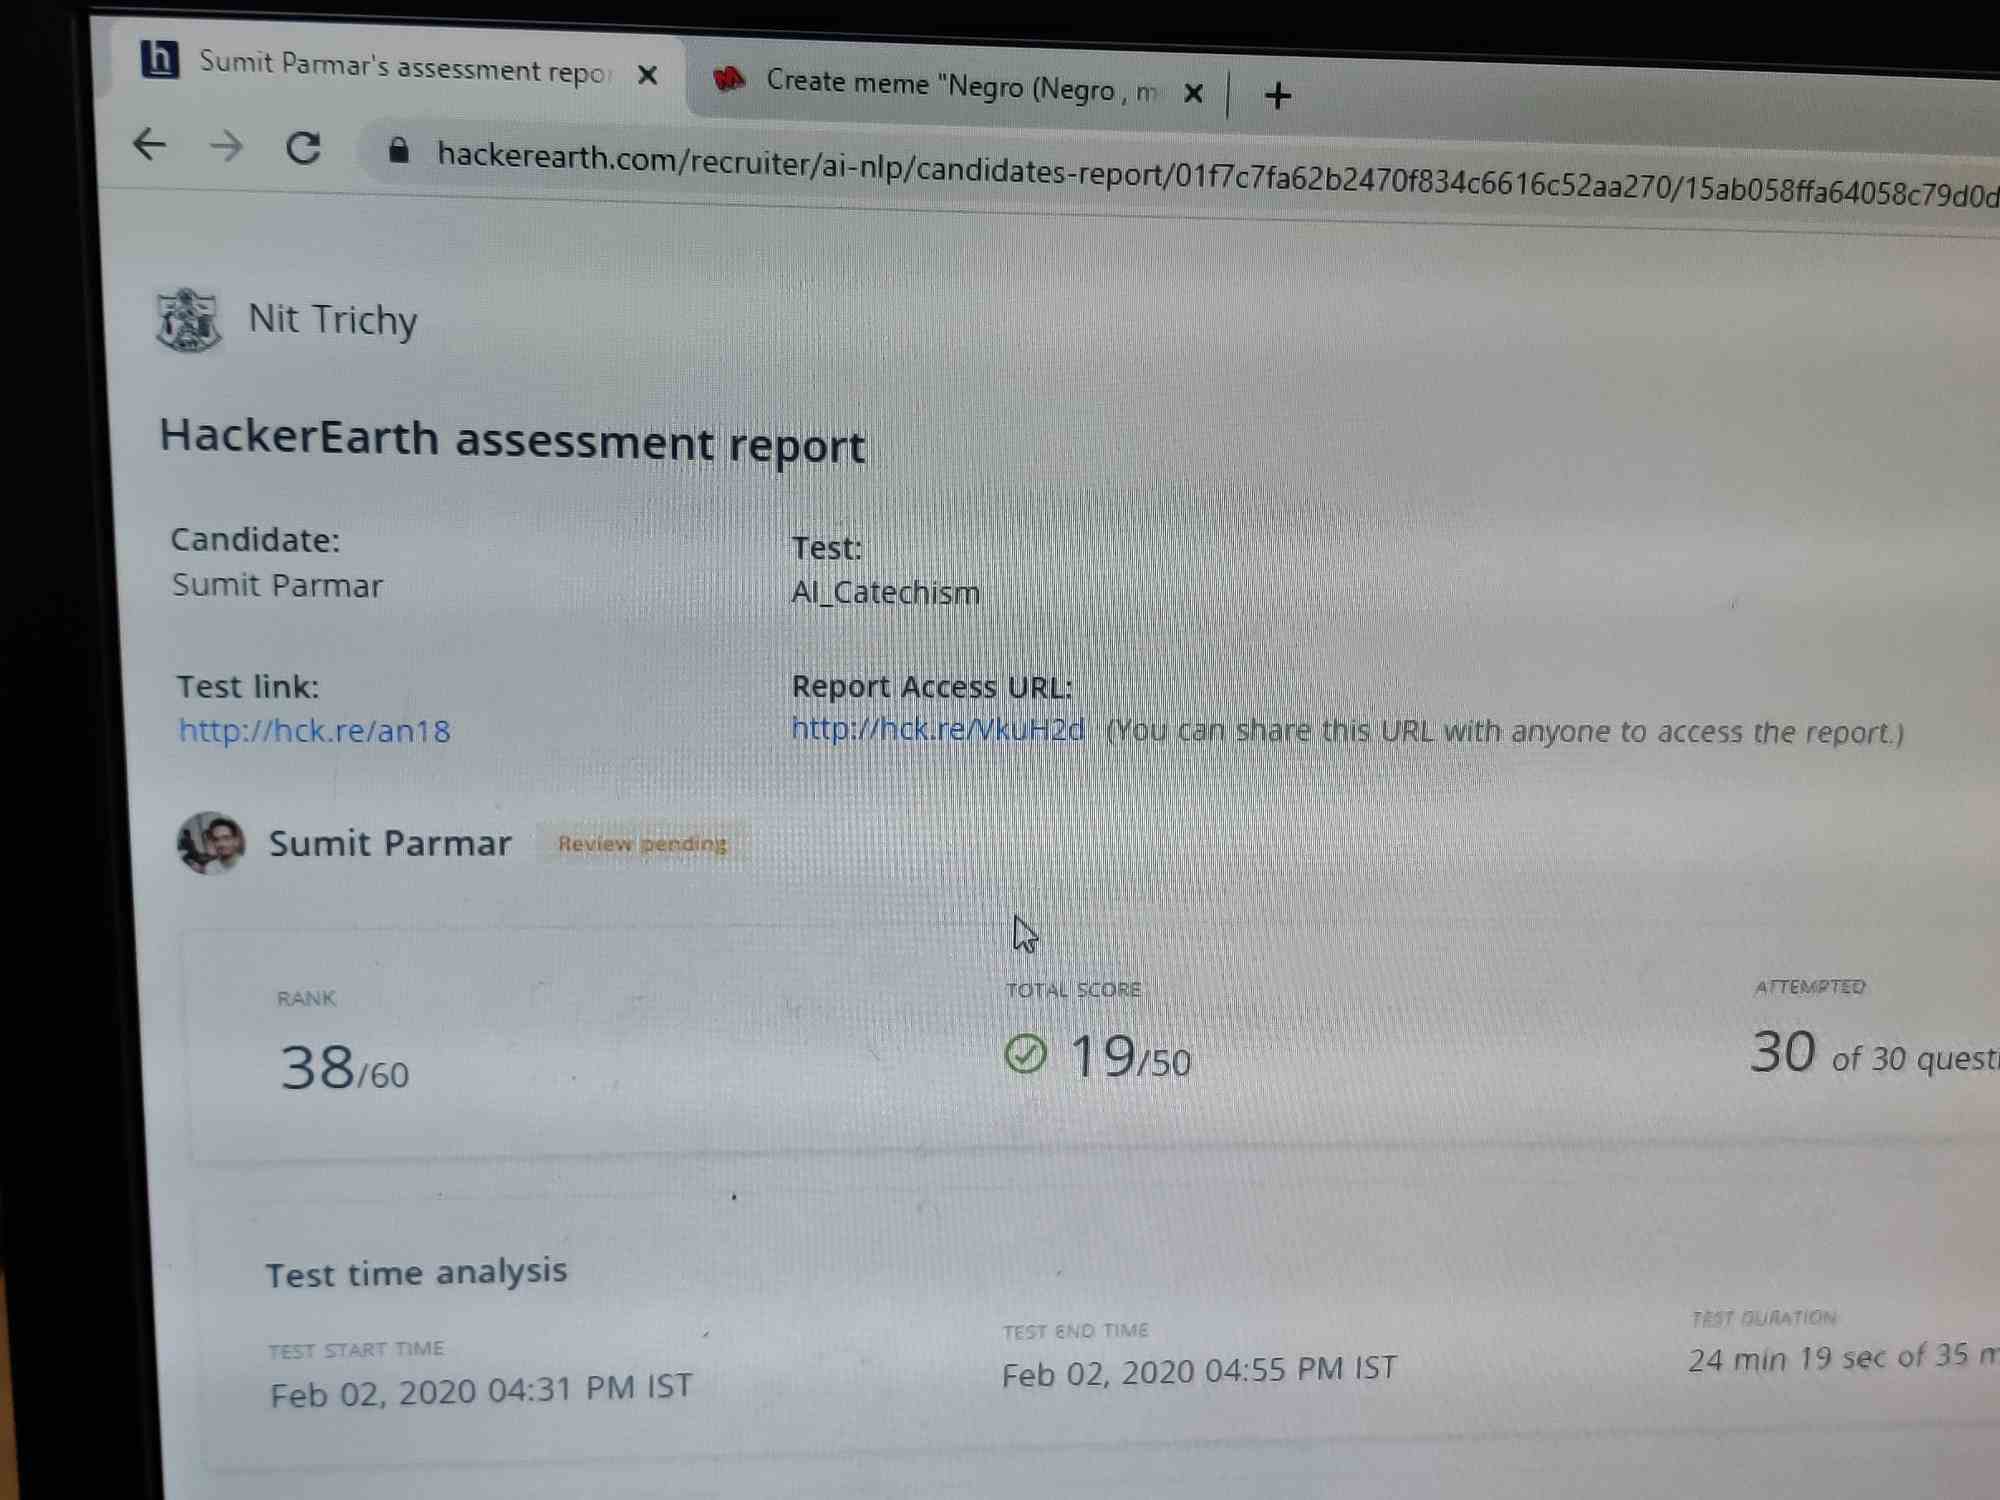 Sumit Parmar's assessment repo
Create meme "Negro (Negro , m
hackerearth.com/recruiter/ai-nlp/candidates-report/01f7c7fa62b2470f834c6616c52aa270/15ab058ffa64058c79d0d
Nit Trichy
HackerEarth assessment report
Candidate:
Sumit Parmar
Test:
AI_Catechism
Test link:
http://hck.re/an18
Report Access URL:
http://hck.re/VkuH2d (You can share this URL with anyone to access the report.)
Sumit Parmar Review pending
RANK
38/60
TOTAL SCORE
19/50
ATTEMPTED
30 of 30 questi
Test time analysis
TEST START TIME
Feb 02, 2020 04:31 PM IST
TEST END TIME
Feb 02, 2020 04:55 PM IST
TEST DURATION
24 min 19 sec of 35 m